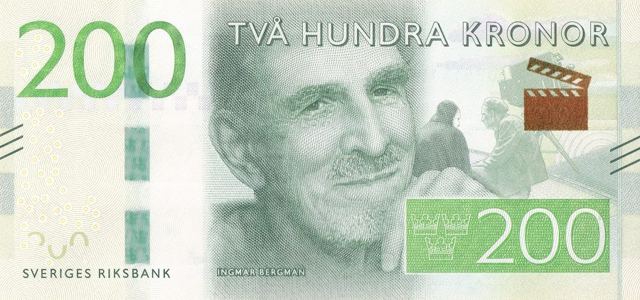 200
TVÅ HUNDRA KRONOR
200
SVERIGES RIKSBANK
INGMAR BERGMAN